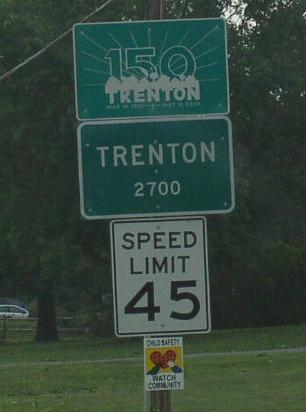 150
TRENTON
TRENTON
2700
SPEED
LIMIT
45
CHILD SAFETY
WATCH
COMMUNITY